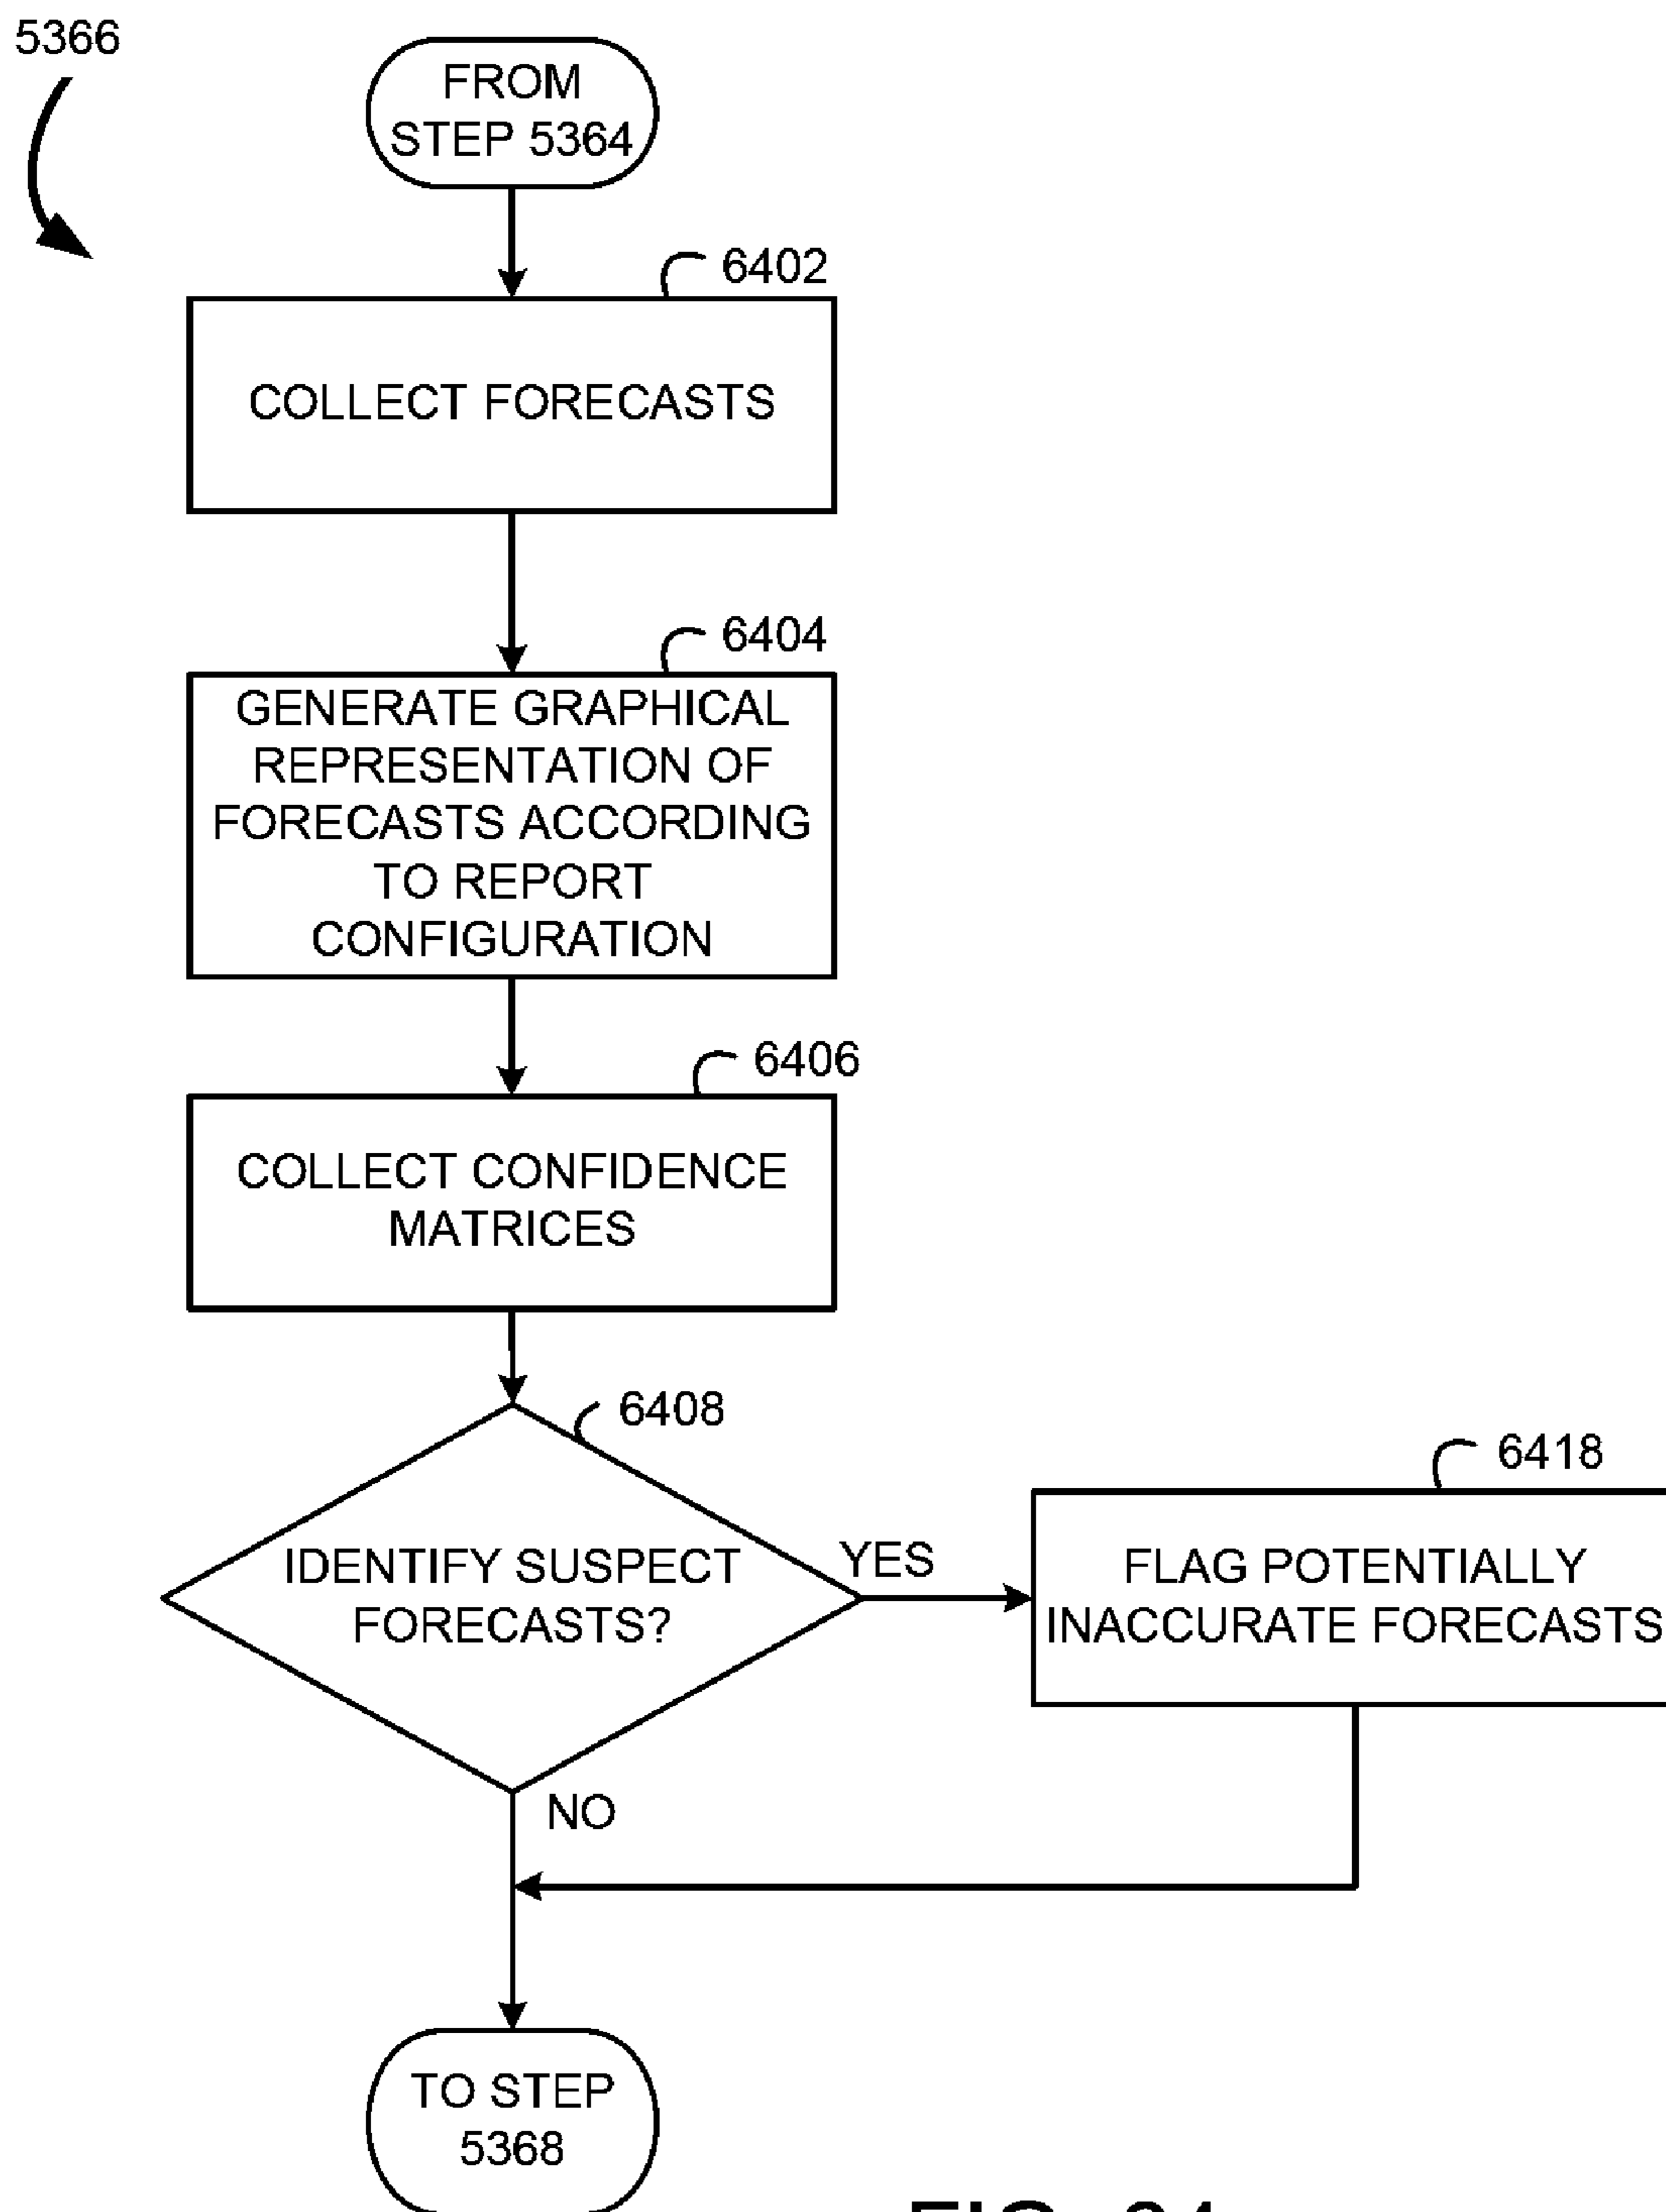 5366
FROM
STEP 5364
6402
COLLECT FORECASTS
6404
GENERATE GRAPHICAL
REPRESENTATION OF
FORECASTS ACCORDING
TO REPORT
CONFIGURATION
6406
COLLECT CONFIDENCE
MATRICES
6408
IDENTIFY SUSPECT
FORECASTS?
YES
6418
FLAG POTENTIALLY
INACCURATE FORECASTS
NO
TO STEP
5368